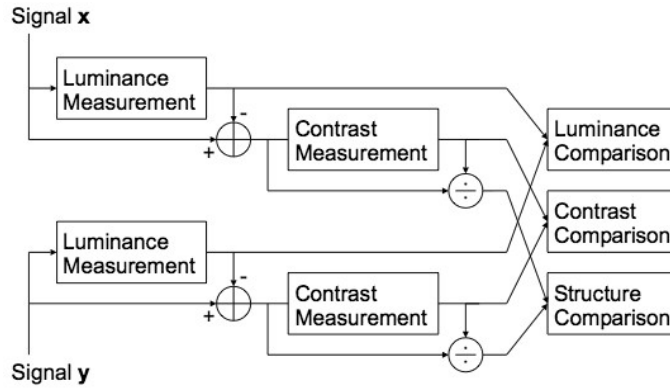 Signal x
Luminance
Measurement
-
+
Contrast
Measurement
÷
Luminance
Comparison
Luminance
Measurement
-
+
Contrast
Measurement
÷
Contrast
Comparison
Structure
Comparison
Signal y